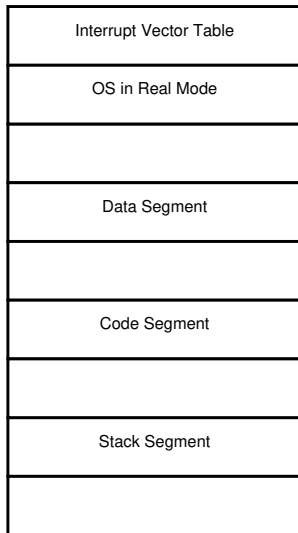 Interrupt Vector Table
OS in Real Mode
Data Segment
Code Segment
Stack Segment